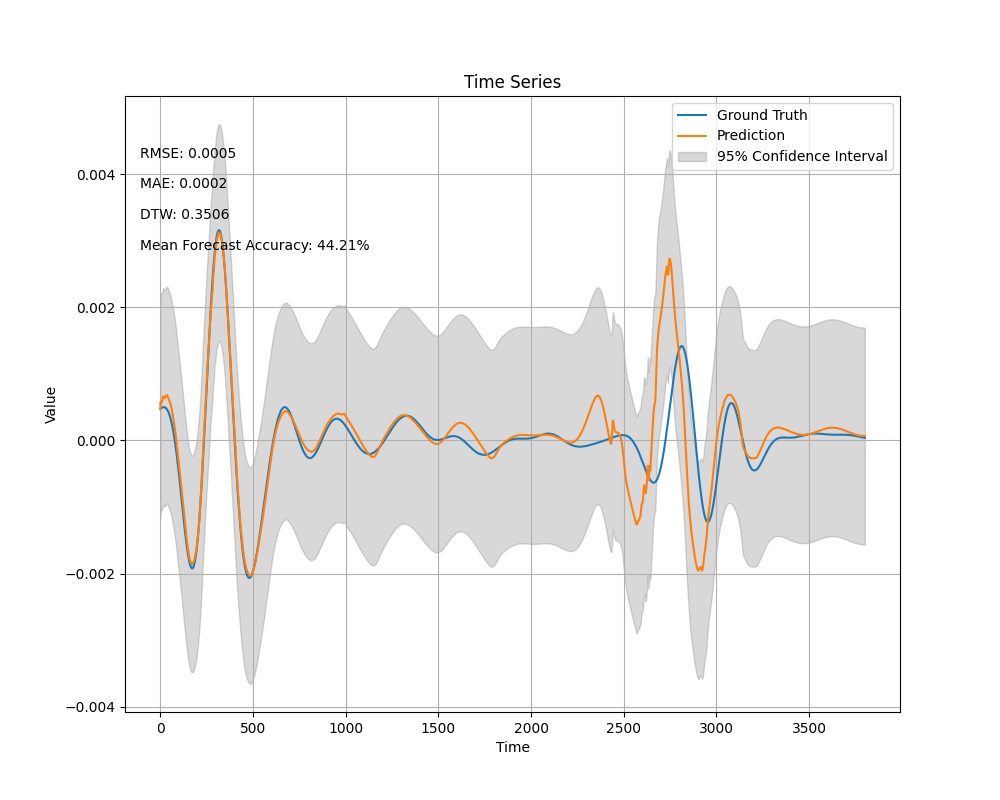 Time Series
Ground Truth
Prediction
95% Confidence Interval
RMSE: 0.0005
MAE: 0.0002
DTW: 0.3506
Mean Forecast Accuracy: 44.21%
Value
0.004
0.002
0.000
−0.002
−0.004
0 500 1000 1500 2000 2500 3000 3500
Time